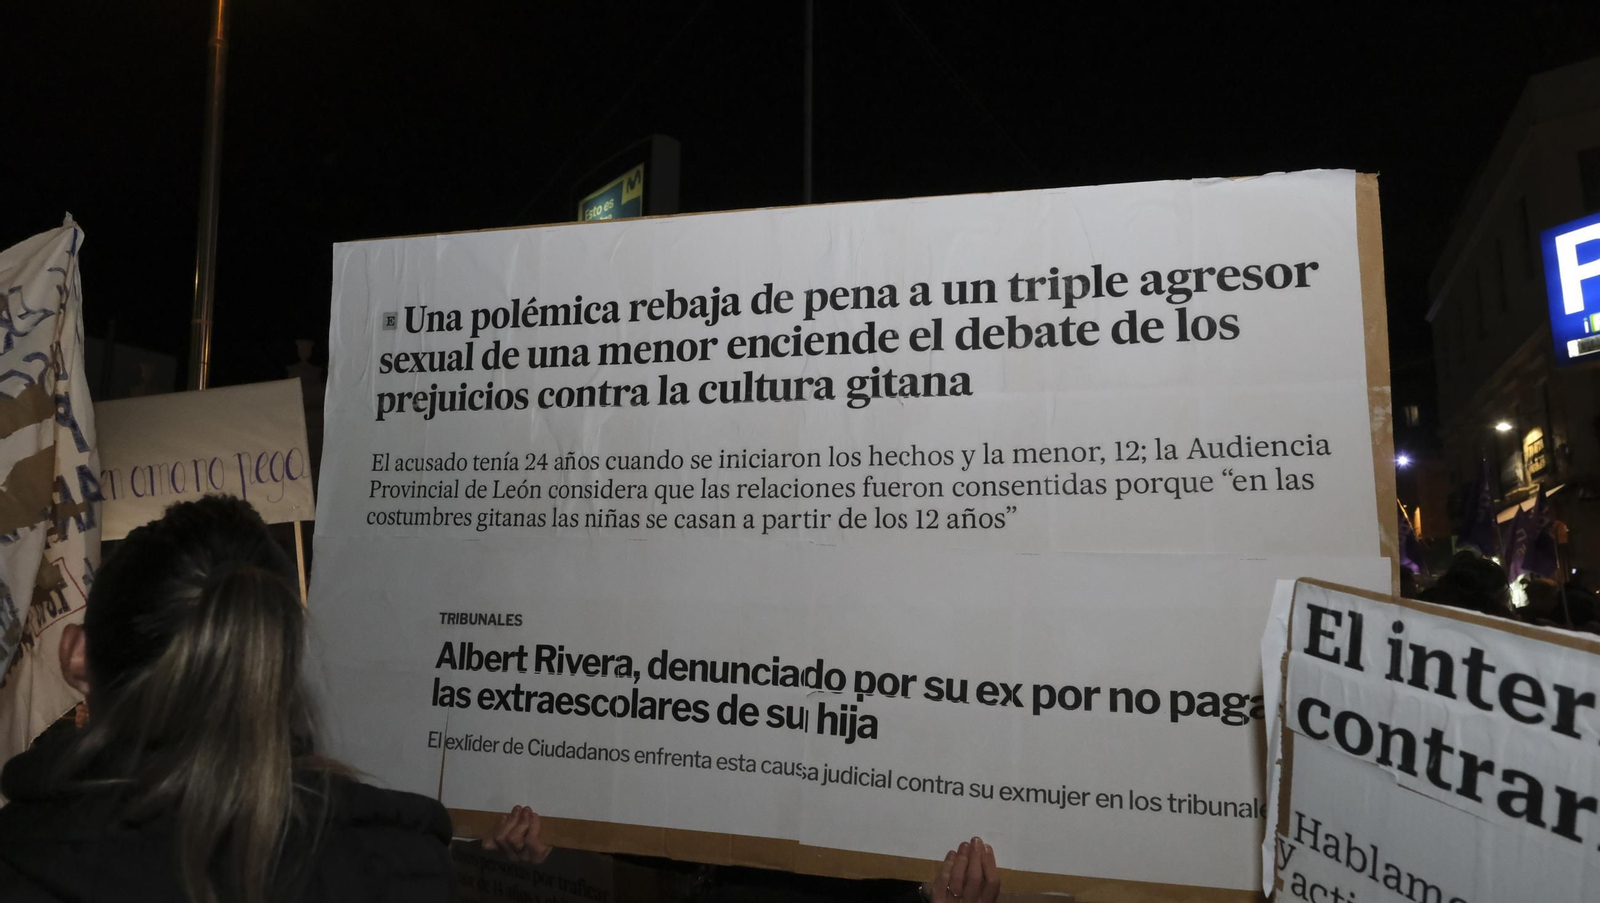 Esto es
M
E Una polémica rebaja de pena a un triple agresor
sexual de una menor enciende el debate de los
prejuicios contra la cultura gitana
El acusado tenía 24 años cuando se iniciaron los hechos y la menor, 12; la Audiencia
Provincial de León considera que las relaciones fueron consentidas porque “en las
costumbres gitanas las niñas se casan a partir de los 12 años”
TRIBUNALES
Albert Rivera, denunciado por su ex por no paga
las extraescolares de su hija
El exlíder de Ciudadanos enfrenta esta causa judicial contra su exmujer en los tribunale
en ama no pega
El inter
contrar
Hablam
y
acti
P